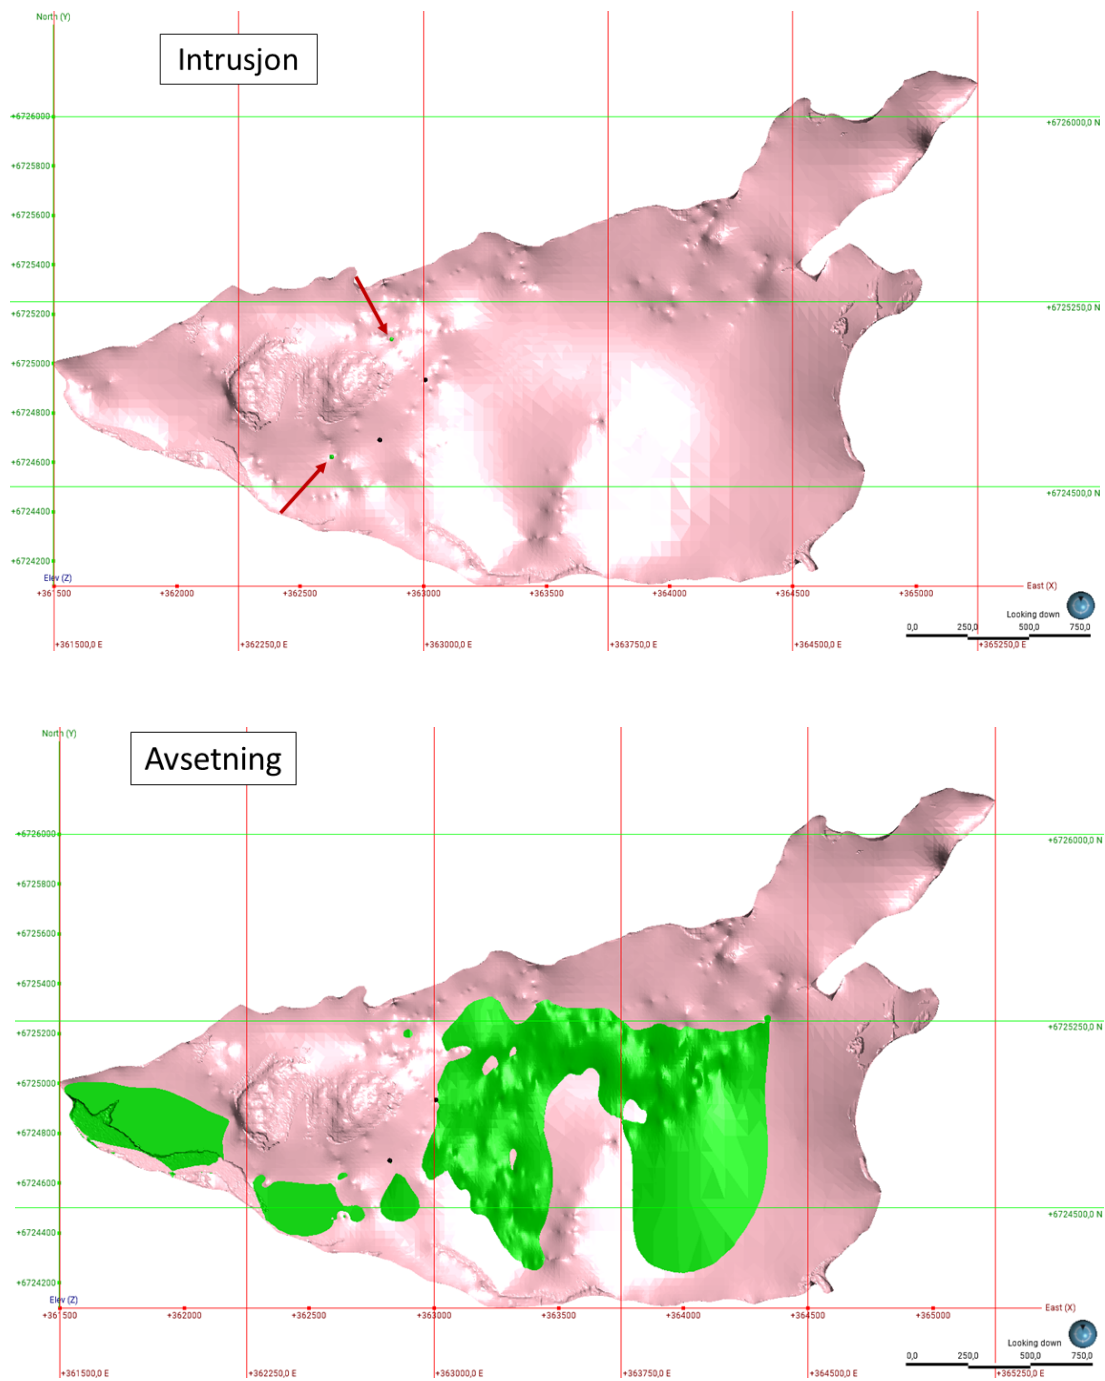 North (Y)
Intrusjon
+6726000
+6726000,0 N
+6725800
+6725600
+6725400
+6725250,0 N
+6725200
+6725000
+6724800
+6724600
+6724500,0 N
+6724400
+6724200
Elev (Z)
+361500
+362000
+362500
+363000
+363500
+364000
+364500
+365000
East (X)
Looking down
0,0
250,0
500,0
750,0
+361500,0 E
+362250,0 E
+363000,0 E
+363750,0 E
+364500,0 E
+365250,0 E
North (Y)
Avsetning
+6726000
+6726000,0 N
+6725800
+6725600
+6725400
+6725200
+6725250,0 N
+6725000
+6724800
+6724600
+6724500,0 N
+6724400
+6724200
Elev (Z)
+361500
+362000
+362500
+363000
+363500
+364000
+364500
+365000
East (X)
Looking down
0,0
250,0
500,0
750,0
+361500,0 E
+362250,0 E
+363000,0 E
+363750,0 E
+364500,0 E
+365250,0 E